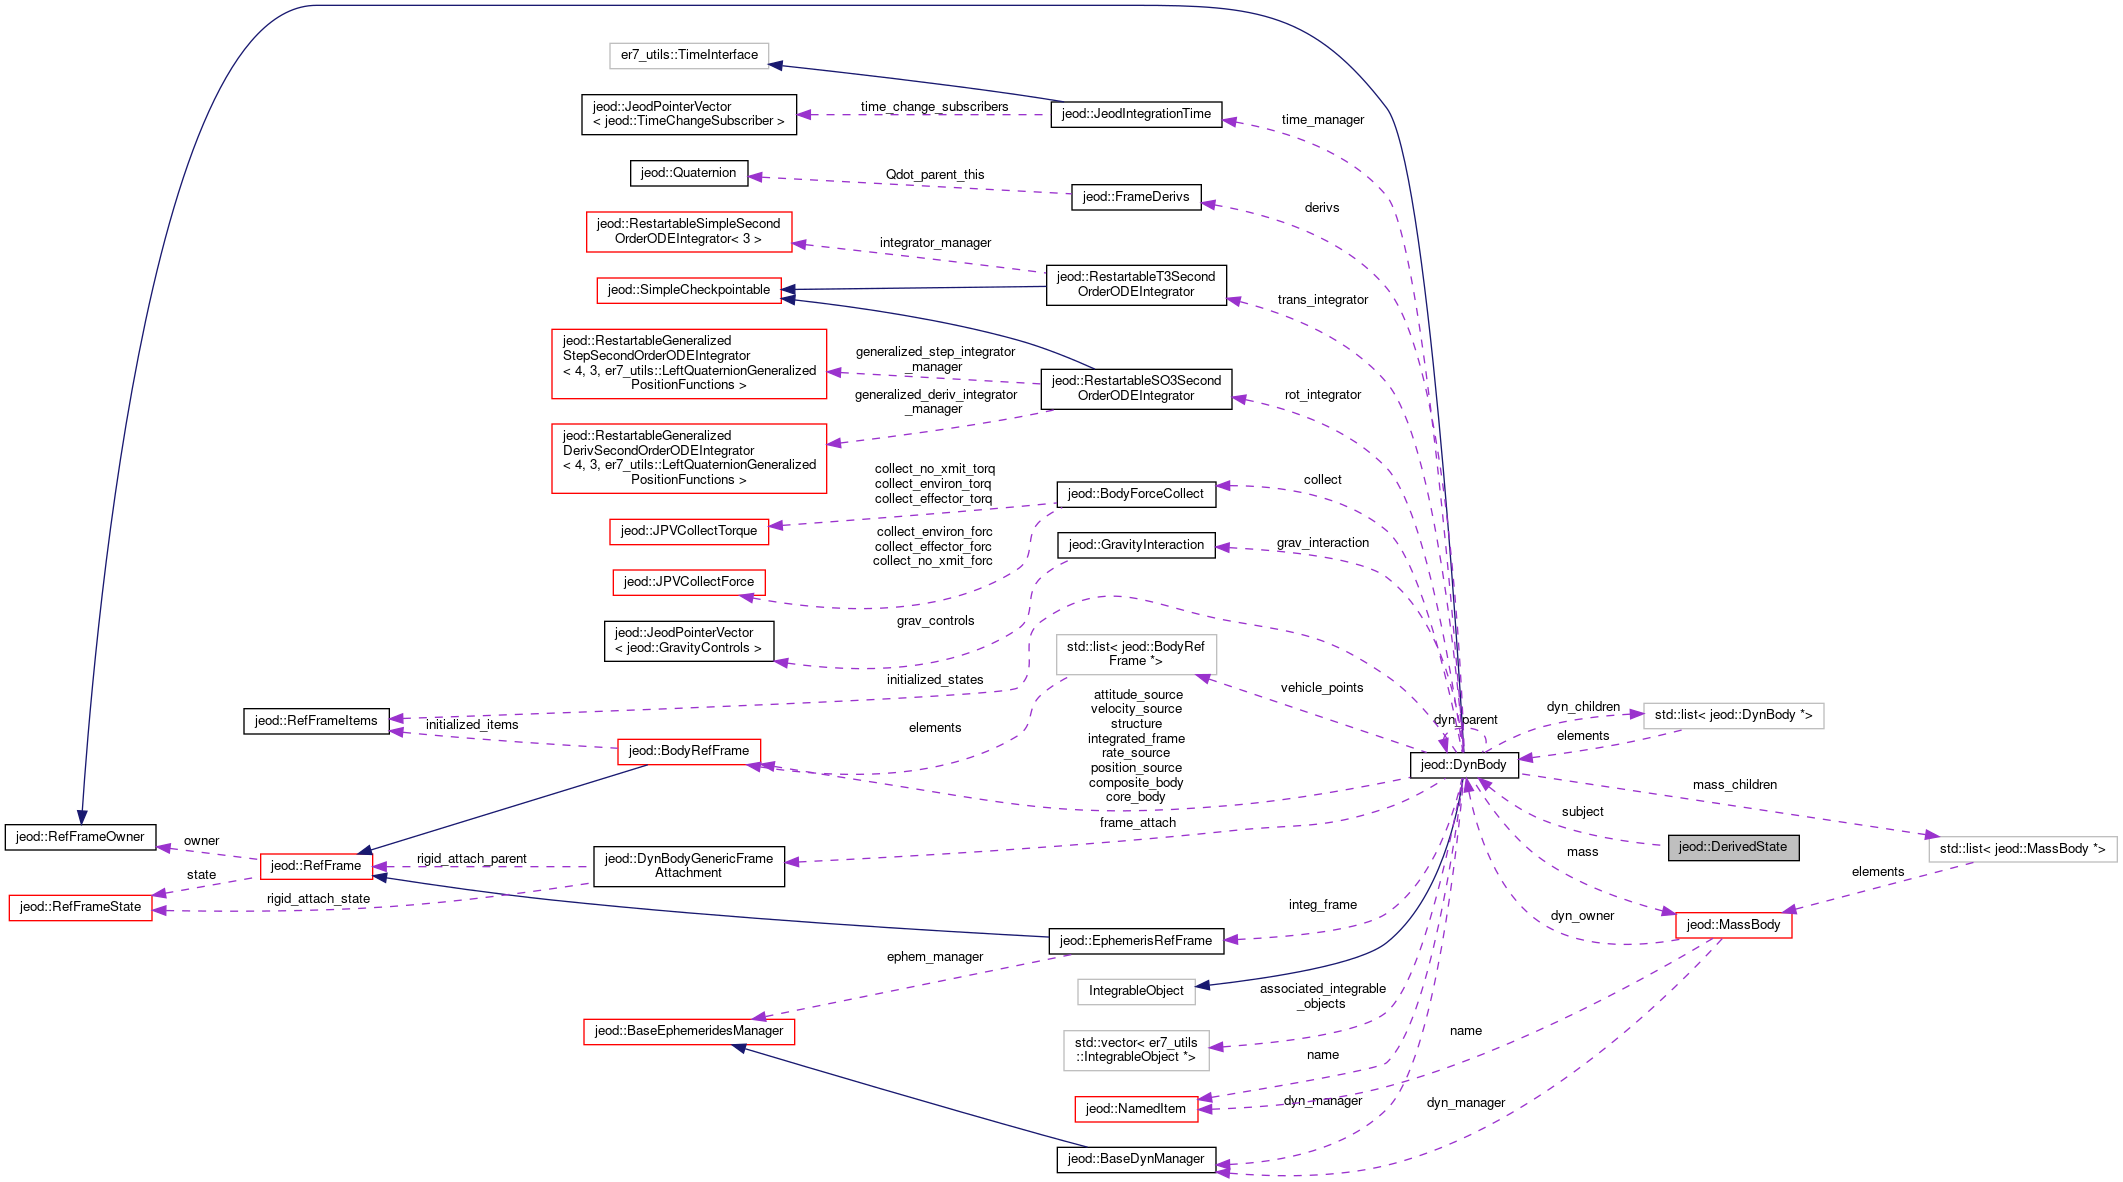 er7_utils::TimeInterface
jeod::JeodPointerVector
< jeod::TimeChangeSubscriber >
time_change_subscribers
jeod::JeodIntegrationTime
time_manager
jeod::Quaternion
Qdot_parent_this
jeod::FrameDerivs
derivs
jeod::RestartableSimpleSecond
OrderODEIntegrator< 3 >
integrator_manager
jeod::SimpleCheckpointable
jeod::RestartableT3Second
OrderODEIntegrator
trans_integrator
jeod::RestartableGeneralized
StepSecondOrderODEIntegrator
< 4, 3, er7_utils::LeftQuaternionGeneralized
PositionFunctions >
generalized_step_integrator
_manager
jeod::RestartableSO3Second
OrderODEIntegrator
rot_integrator
generalized_deriv_integrator
_manager
jeod::RestartableGeneralized
DerivSecondOrderODEIntegrator
< 4, 3, er7_utils::LeftQuaternionGeneralized
PositionFunctions >
collect_no_xmit_torq
collect_environ_torq
collect_effector_torq
jeod::BodyForceCollect
collect
jeod::JPVCollectTorque
collect_environ_forc
collect_effector_forc
collect_no_xmit_forc
jeod::GravityInteraction
grav_interaction
jeod::JPVCollectForce
grav_controls
jeod::JeodPointerVector
< jeod::GravityControls >
std::list< jeod::BodyRef
Frame *>
initialized_states
vehicle_points
jeod::RefFrameItems
initialized_items
elements
attitude_source
velocity_source
structure
integrated_frame
rate_source
position_source
composite_body
core_body
jeod::BodyRefFrame
dyn_parent
dyn_children
std::list< jeod::DynBody *>
elements
jeod::DynBody
mass_children
frame_attach
subject
jeod::RefFrameOwner
owner
jeod::RefFrame
rigid_attach_parent
jeod::DynBodyGenericFrame
Attachment
mass
jeod::DerivedState
std::list< jeod::MassBody *>
state
elements
jeod::RefFrameState
rigid_attach_state
integ_frame
dyn_owner
jeod::MassBody
jeod::EphemerisRefFrame
ephem_manager
IntegrableObject
associated_integrable
_objects
jeod::BaseEphemeridesManager
std::vector< er7_utils
::IntegrableObject *>
name
name
jeod::NamedItem
dyn_manager
dyn_manager
jeod::BaseDynManager